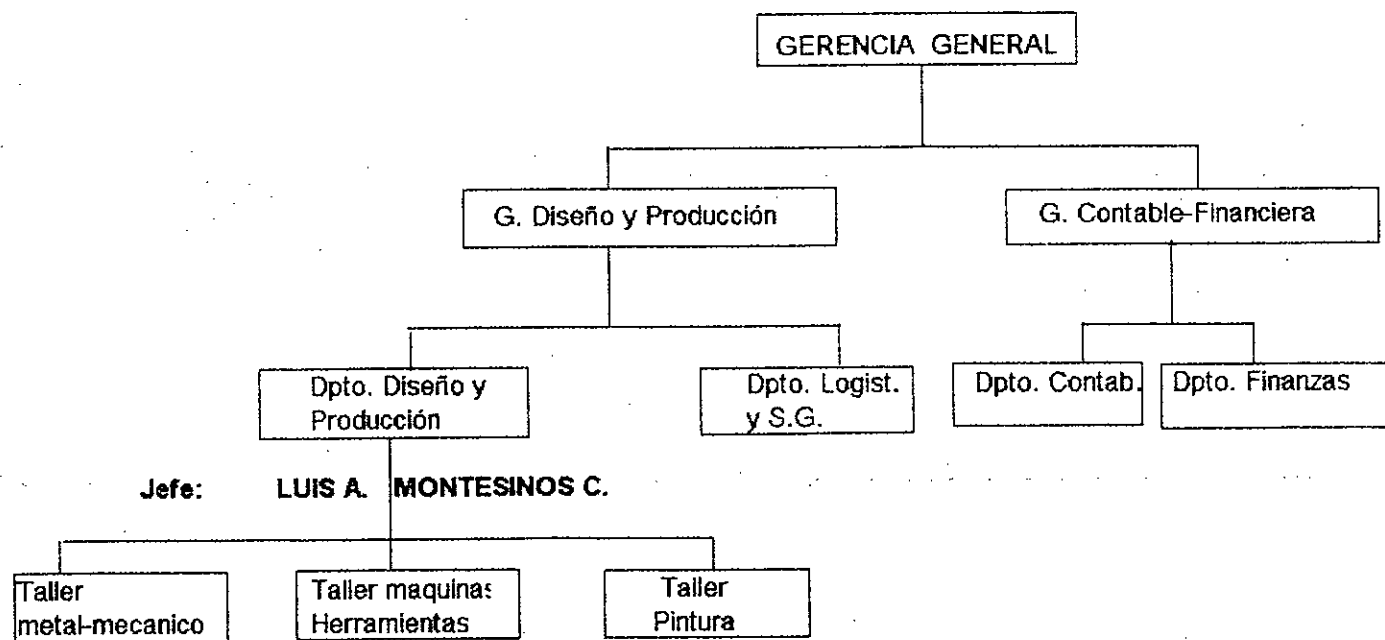 GERENCIA GENERAL
G. Diseño y Producción
G. Contable-Financiera
Dpto. Diseño y
Producción
Dpto. Logist.
y S.G.
Dpto. Contab.
Dpto. Finanzas
Jefe: LUIS A. MONTESINOS C.
Taller
metal-mecanico
Taller maquinas
Herramientas
Taller
Pintura